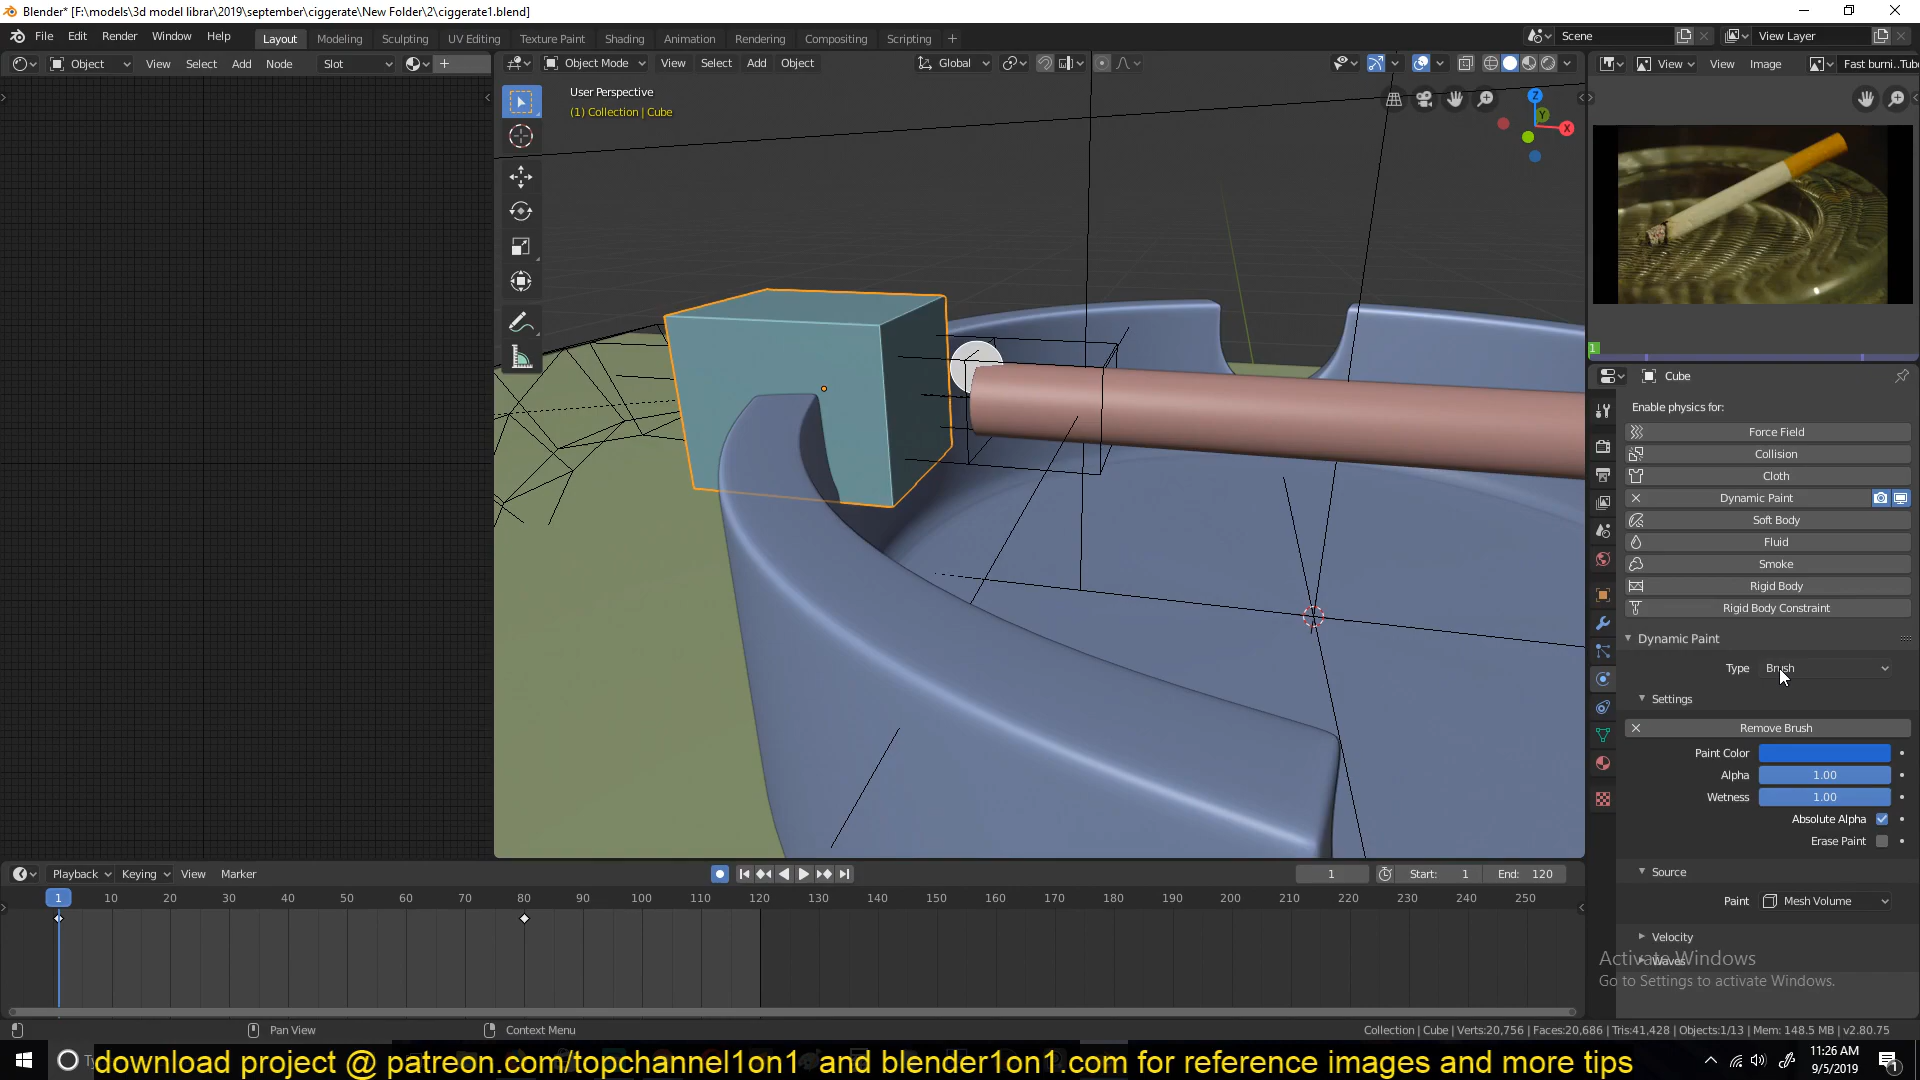 Blender* [F:\models\3d model librar\2019\september\ciggerate\New Folder\2\ciggerate1.blend]
File Edit Render Window Help Layout Modeling Sculpting UV Editing Texture Paint Shading Animation Rendering Compositing Scripting Scene View Layer
Object View Select Add Node Slot
Object Mode View Select Add Object Global
View View Image Fast burni..Tub
User Perspective
(1) Collection | Cube
Z
Y
X
1
Cube
Enable physics for:
Force Field
Collision
Cloth
Dynamic Paint
Soft Body
Fluid
Smoke
Rigid Body
Rigid Body Constraint
Dynamic Paint
Type Brush
Settings
Remove Brush
Paint Color
Alpha 1.00
Wetness 1.00
Absolute Alpha
Erase Paint
Source
Paint Mesh Volume
Velocity
Waves
Activate Windows
Go to Settings to activate Windows.
Playback Keying View Marker 1 Start: 1 End: 120
1 10 20 30 40 50 60 70 80 90 100 110 120 130 140 150 160 170 180 190 200 210 220 230 240 250
Pan View Context Menu Collection | Cube | Verts:20,756 | Faces:20,686 | Tris:41,428 | Objects:1/13 | Mem: 148.5 MB | v2.80.75
download project @ patreon.com/topchannel1on1 and blender1on1.com for reference images and more tips
11:26 AM
9/5/2019
1